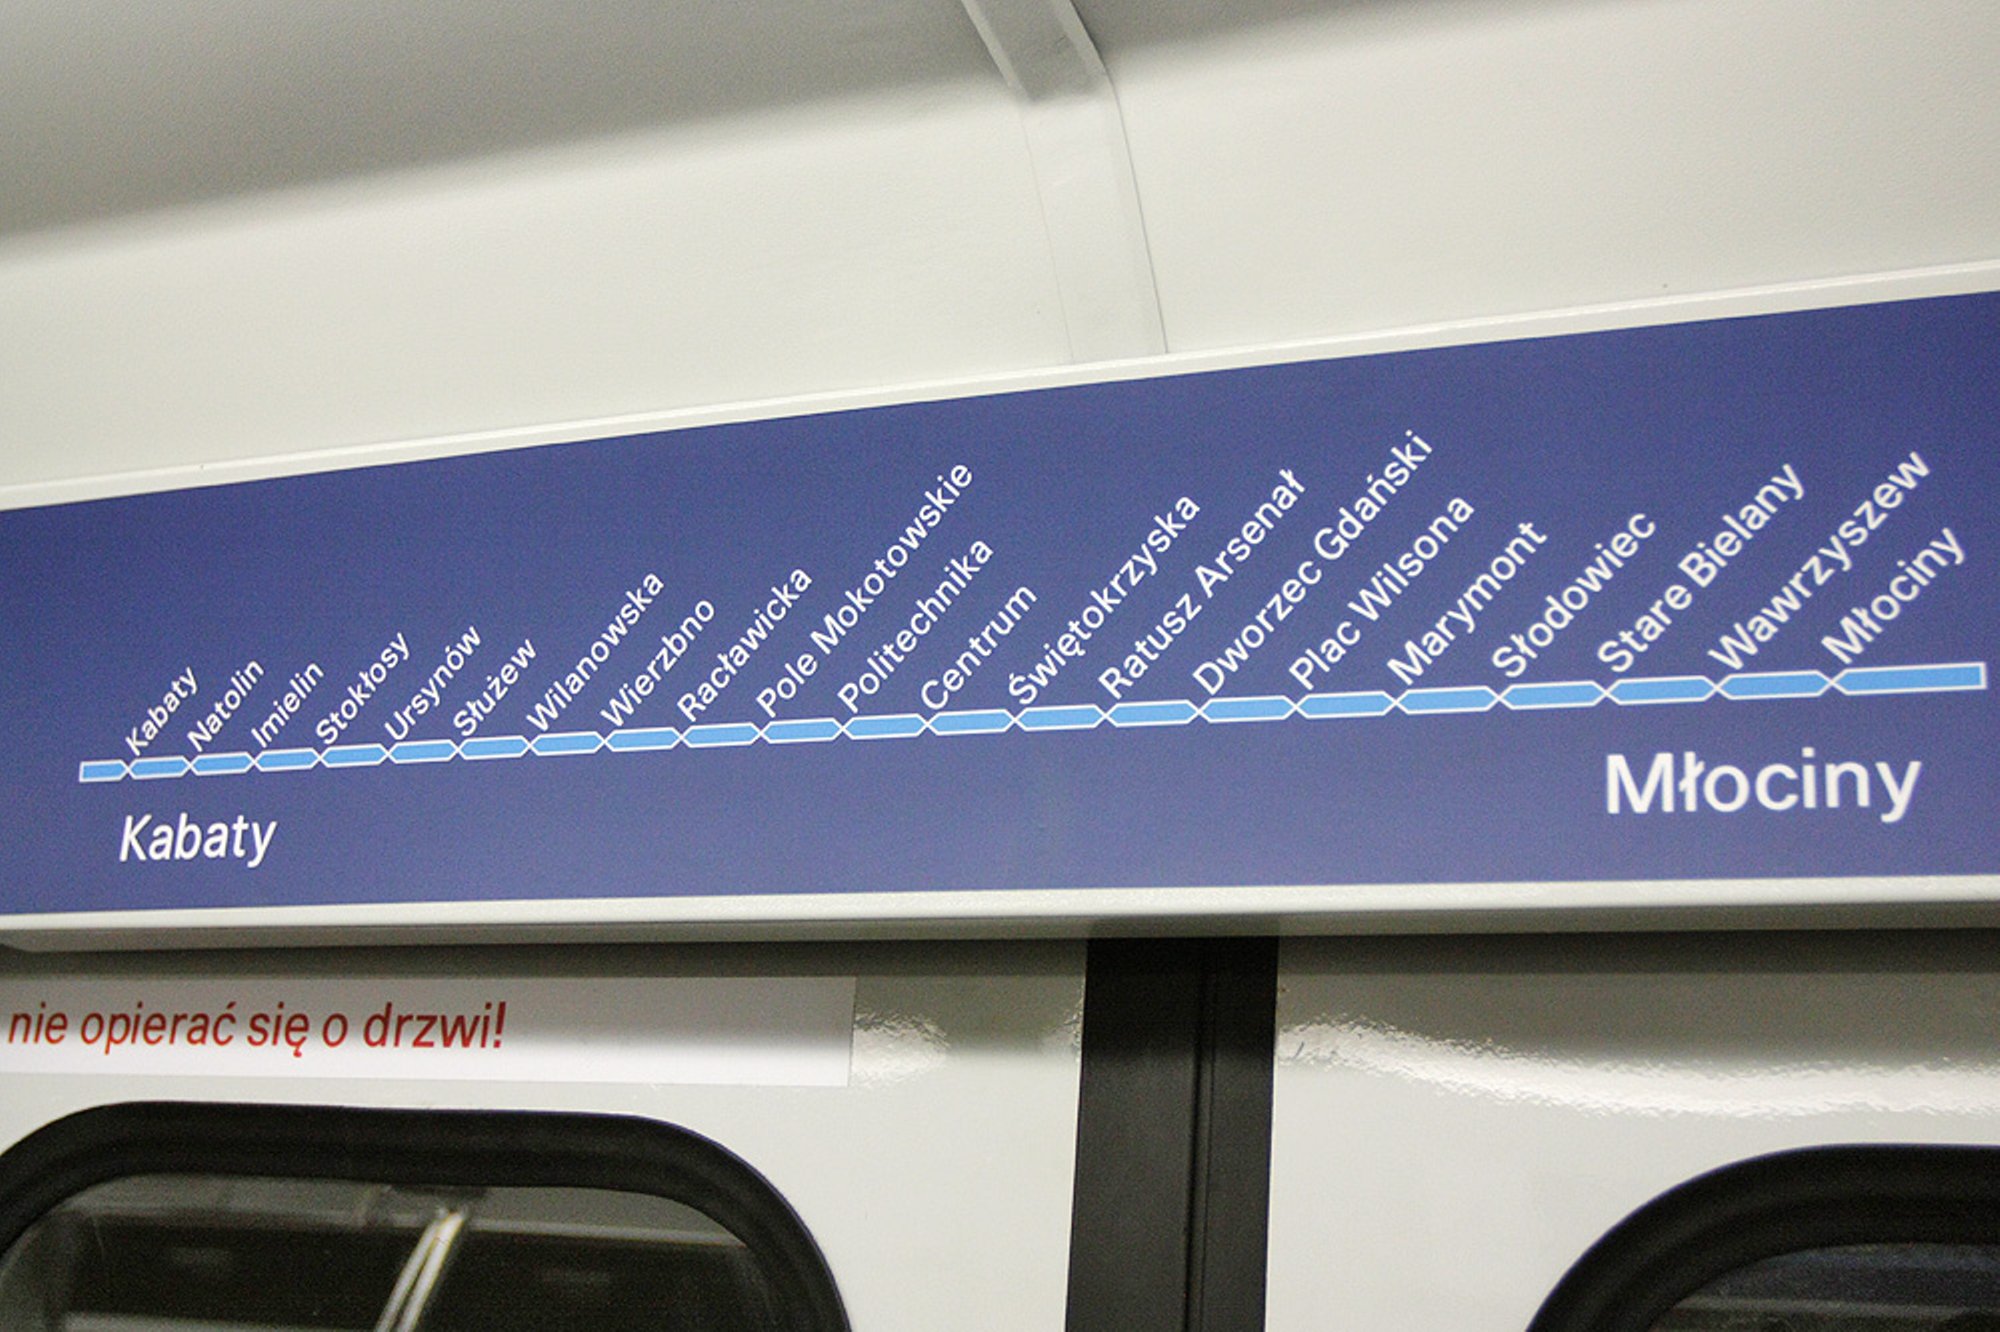 Kabaty
Natolin
Imielin
Stokłosy
Ursynów
Służew
Wilanowska
Wierzbno
Racławicka
Pole Mokotowskie
Politechnika
Centrum
Świętokrzyska
Ratusz Arsenał
Dworzec Gdański
Plac Wilsona
Marymont
Słodowiec
Stare Bielany
Wawrzyszew
Młociny
Kabaty
Młociny
nie opierać się o drzwi!